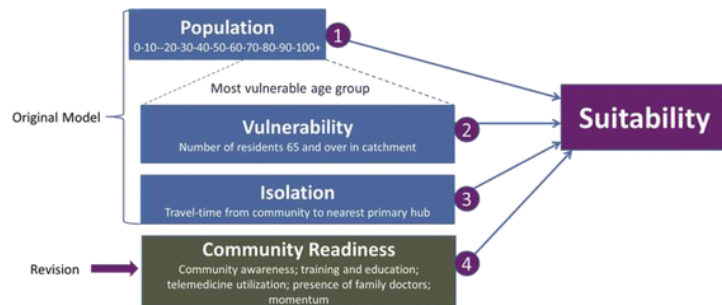 Population
0-10--20-30-40-50-60-70-80-90-100+
1
Most vulnerable age group
Original Model
Vulnerability
Number of residents 65 and over in catchment
2
Suitability
Isolation
Travel-time from community to nearest primary hub
3
Revision
Community Readiness
Community awareness; training and education;
telemedicine utilization; presence of family doctors;
momentum
4